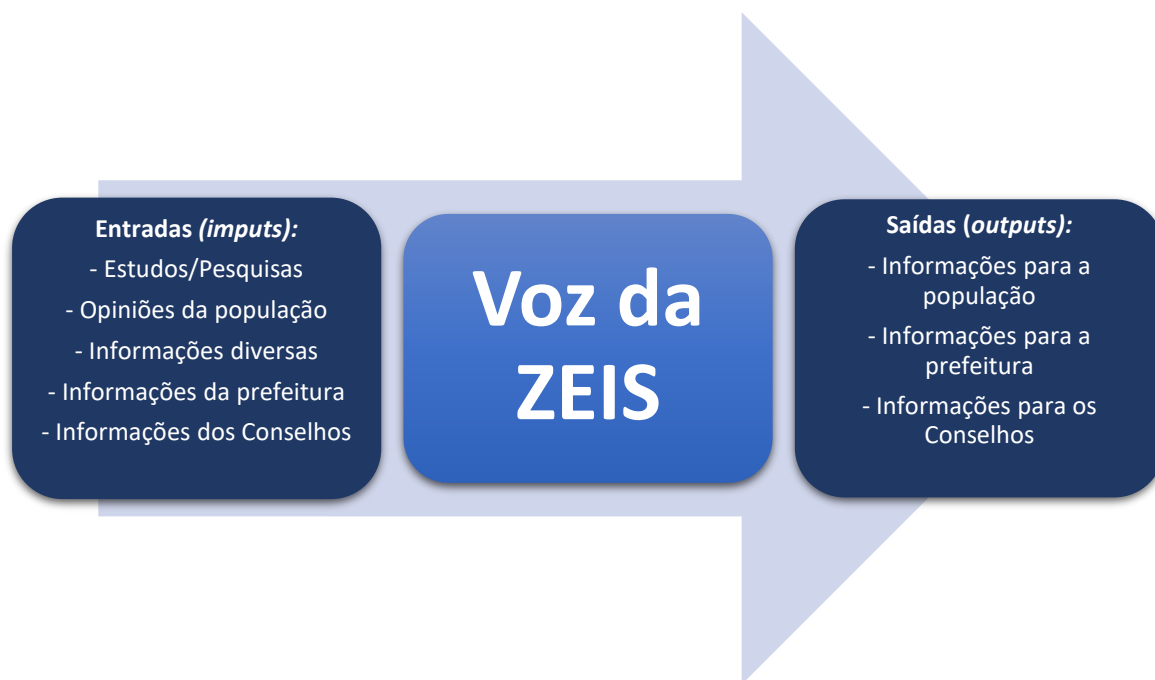 Entradas (imputs):
- Estudos/Pesquisas
- Opiniões da população
- Informações diversas
- Informações da prefeitura
- Informações dos Conselhos
Voz da
ZEIS
Saídas (outputs):
- Informações para a
população
- Informações para a
prefeitura
- Informações para os
Conselhos